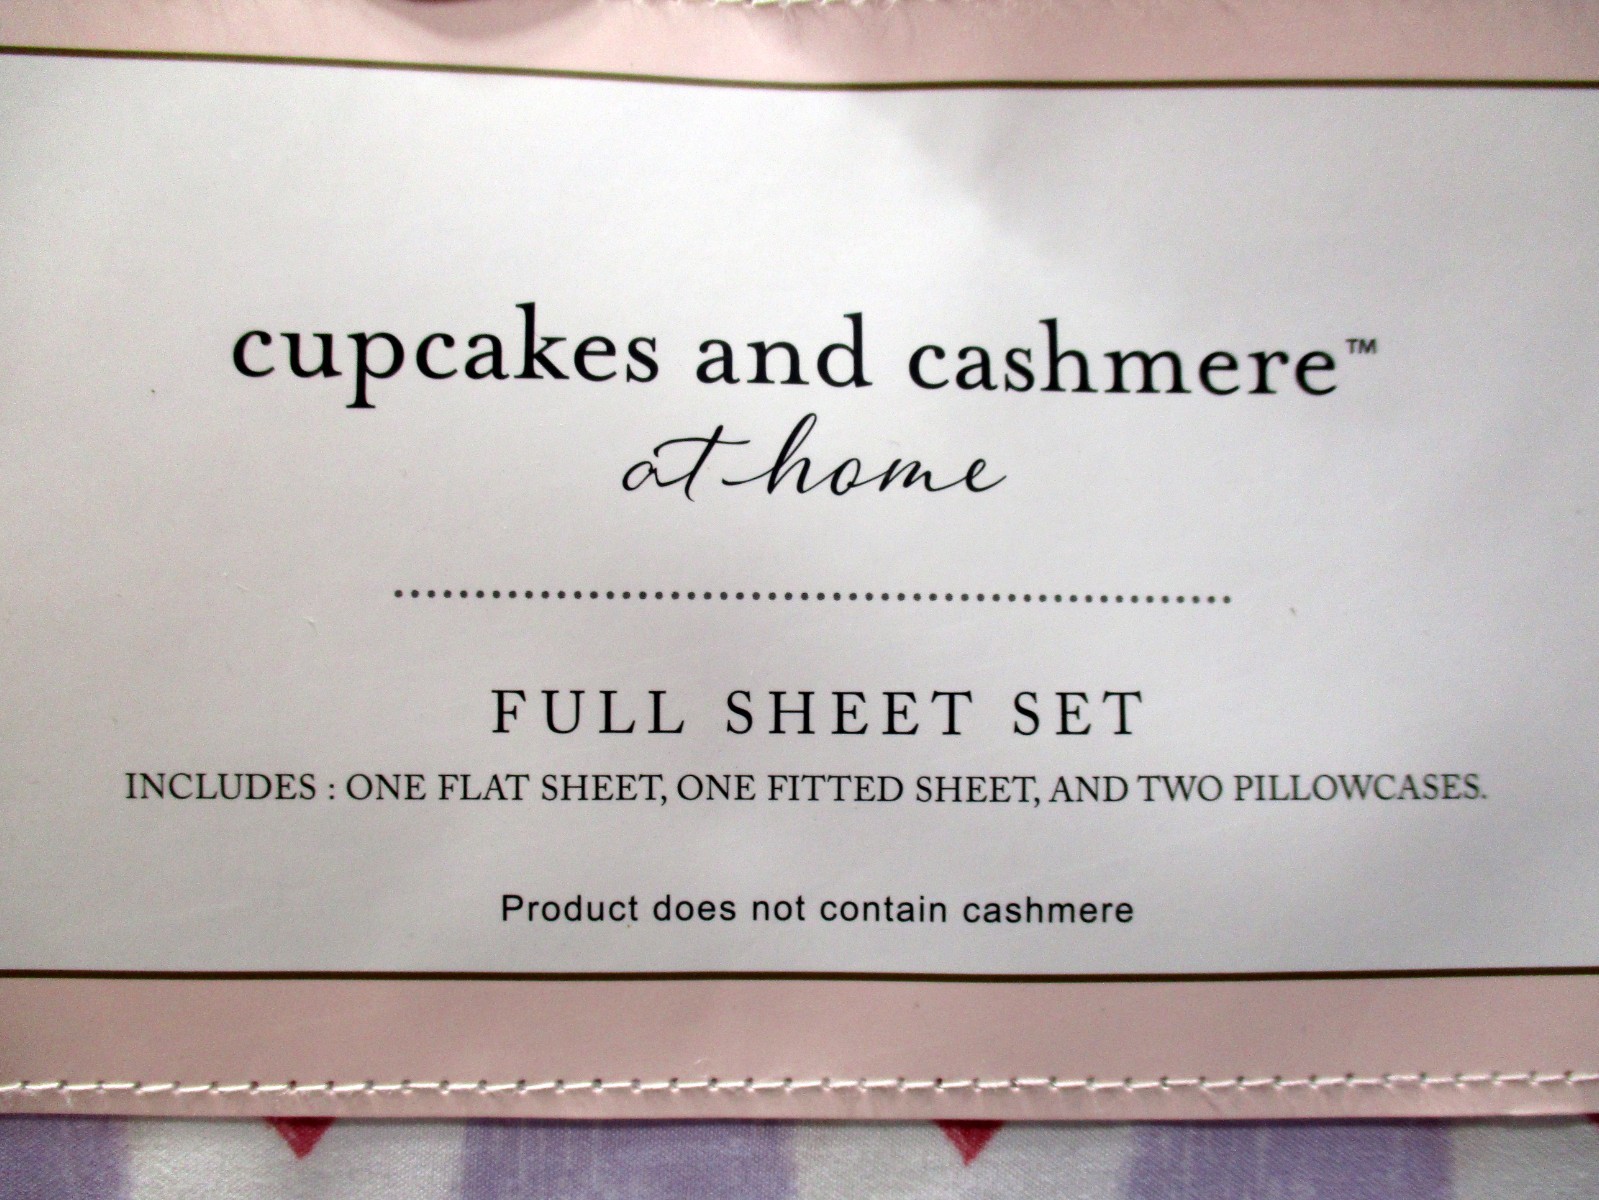 cupcakes and cashmere™
at home
FULL SHEET SET
INCLUDES : ONE FLAT SHEET, ONE FITTED SHEET, AND TWO PILLOWCASES.
Product does not contain cashmere